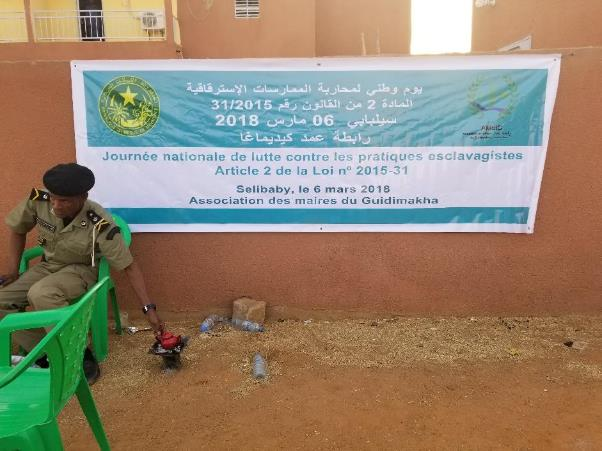 يوم وطني لمحاربة الممارسات الإسترقاقية
المادة 2 من القانون رقم 31/2015
سيليبابي 06 مارس 2018
رابطة عمد كيديماغا
Journée nationale de lutte contre les pratiques esclavagistes
Article 2 de la Loi nº 2015-31
Selibaby, le 6 mars 2018
Association des maires du Guidimakha